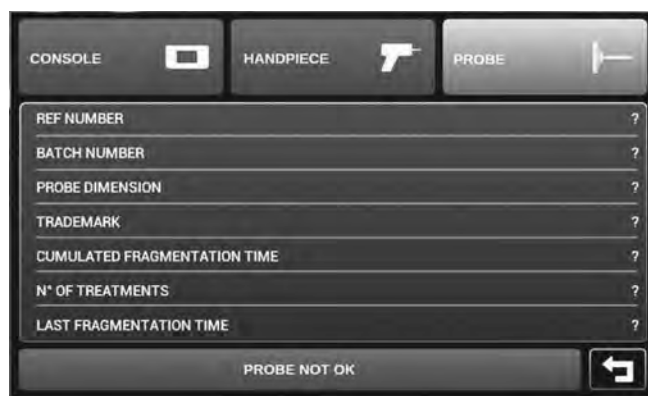 CONSOLE HANDPIECE PROBE
REF NUMBER ?
BATCH NUMBER ?
PROBE DIMENSION ?
TRADEMARK ?
CUMULATED FRAGMENTATION TIME ?
N° OF TREATMENTS ?
LAST FRAGMENTATION TIME ?
PROBE NOT OK